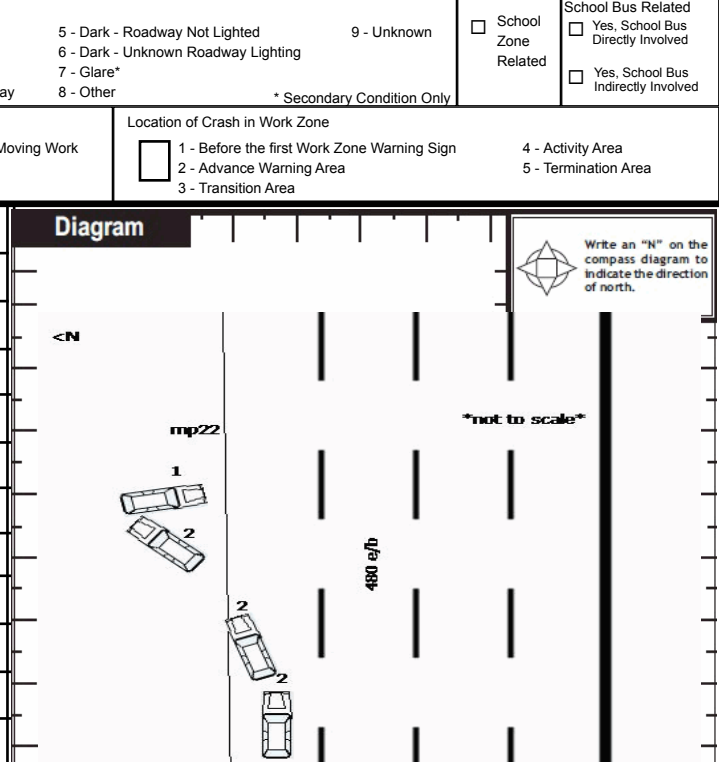 5 - Dark - Roadway Not Lighted
6 - Dark - Unknown Roadway Lighting
7 - Glare*
8 - Other
9 - Unknown
* Secondary Condition Only
School
Zone
Related
School Bus Related
Yes, School Bus
Directly Involved
Yes, School Bus
Indirectly Involved
ay
Moving Work
Location of Crash in Work Zone
1 - Before the first Work Zone Warning Sign
2 - Advance Warning Area
3 - Transition Area
4 - Activity Area
5 - Termination Area
Diagram
Write an "N" on the
compass diagram to
indicate the direction
of north.
<N
*not to scale*
mp22
1
2
480 e/b
2
2